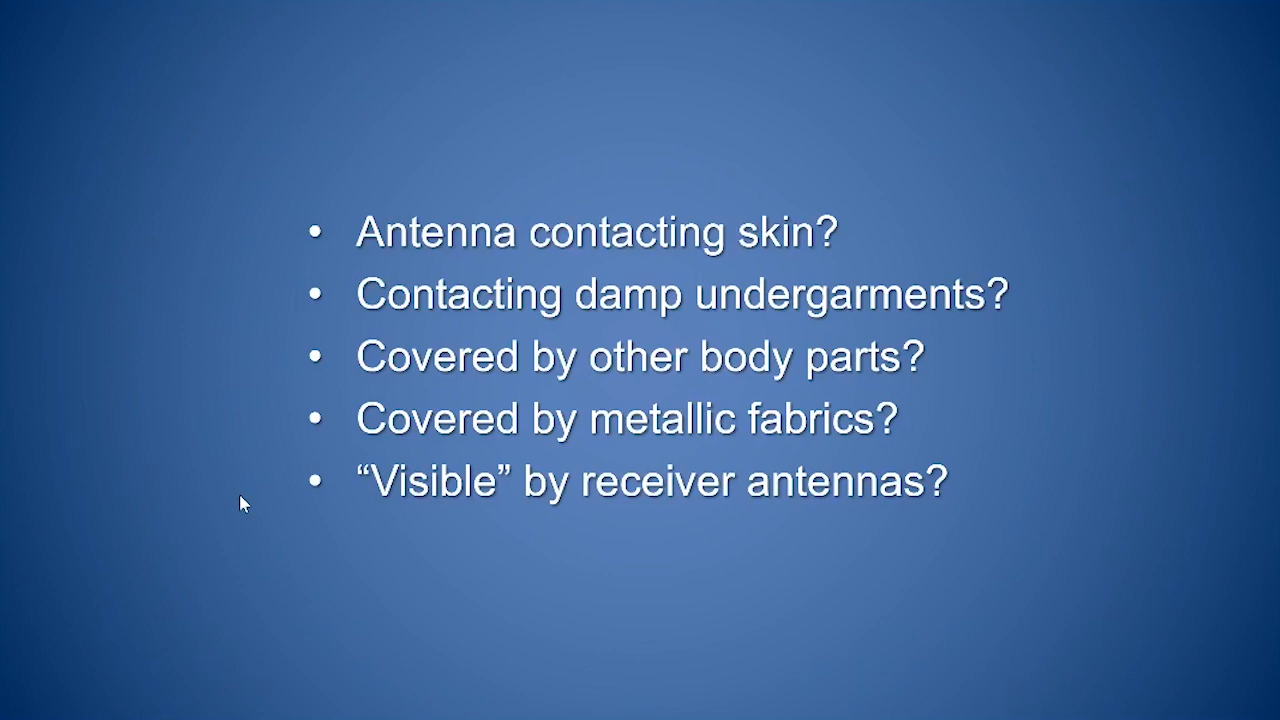 • Antenna contacting skin?
• Contacting damp undergarments?
• Covered by other body parts?
• Covered by metallic fabrics?
• “Visible” by receiver antennas?